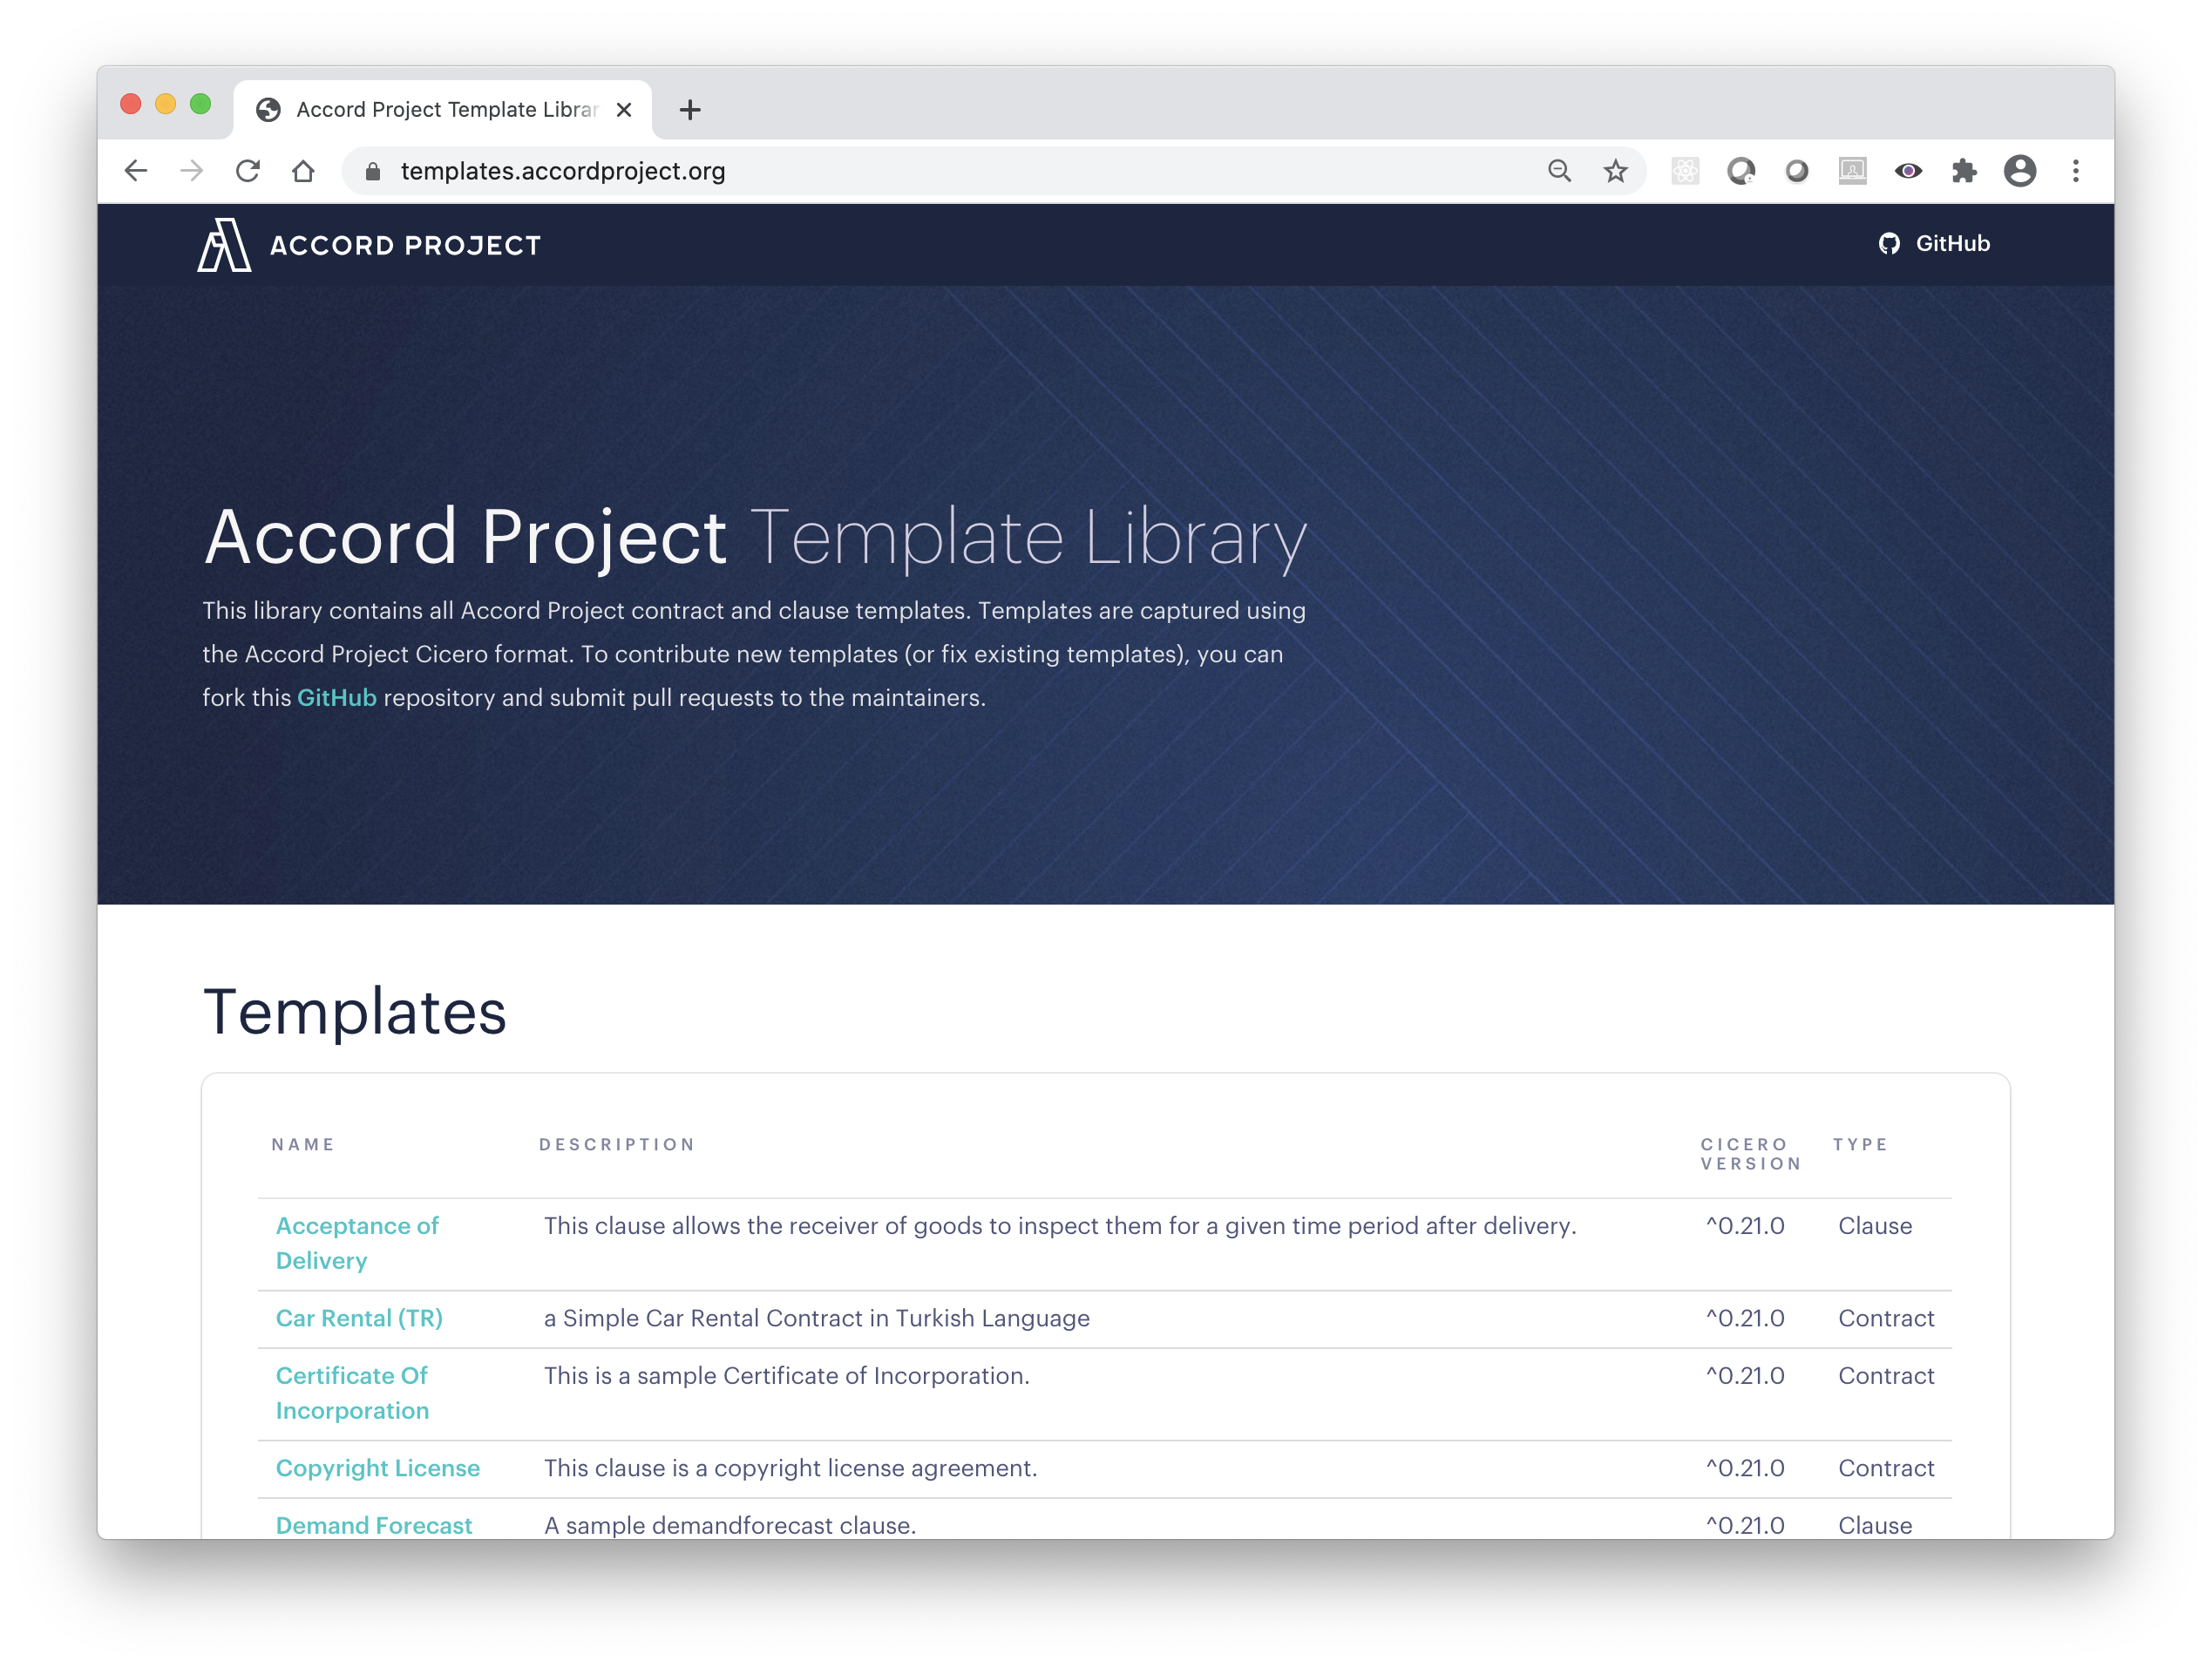 Accord Project Template Librar
templates.accordproject.org
ACCORD PROJECT
GitHub
Accord Project Template Library
This library contains all Accord Project contract and clause templates. Templates are captured using
the Accord Project Cicero format. To contribute new templates (or fix existing templates), you can
fork this GitHub repository and submit pull requests to the maintainers.
Templates
NAME DESCRIPTION CICERO VERSION TYPE
Acceptance of Delivery This clause allows the receiver of goods to inspect them for a given time period after delivery. ^0.21.0 Clause
Car Rental (TR) a Simple Car Rental Contract in Turkish Language ^0.21.0 Contract
Certificate Of Incorporation This is a sample Certificate of Incorporation. ^0.21.0 Contract
Copyright License This clause is a copyright license agreement. ^0.21.0 Contract
Demand Forecast A sample demandforecast clause. ^0.21.0 Clause